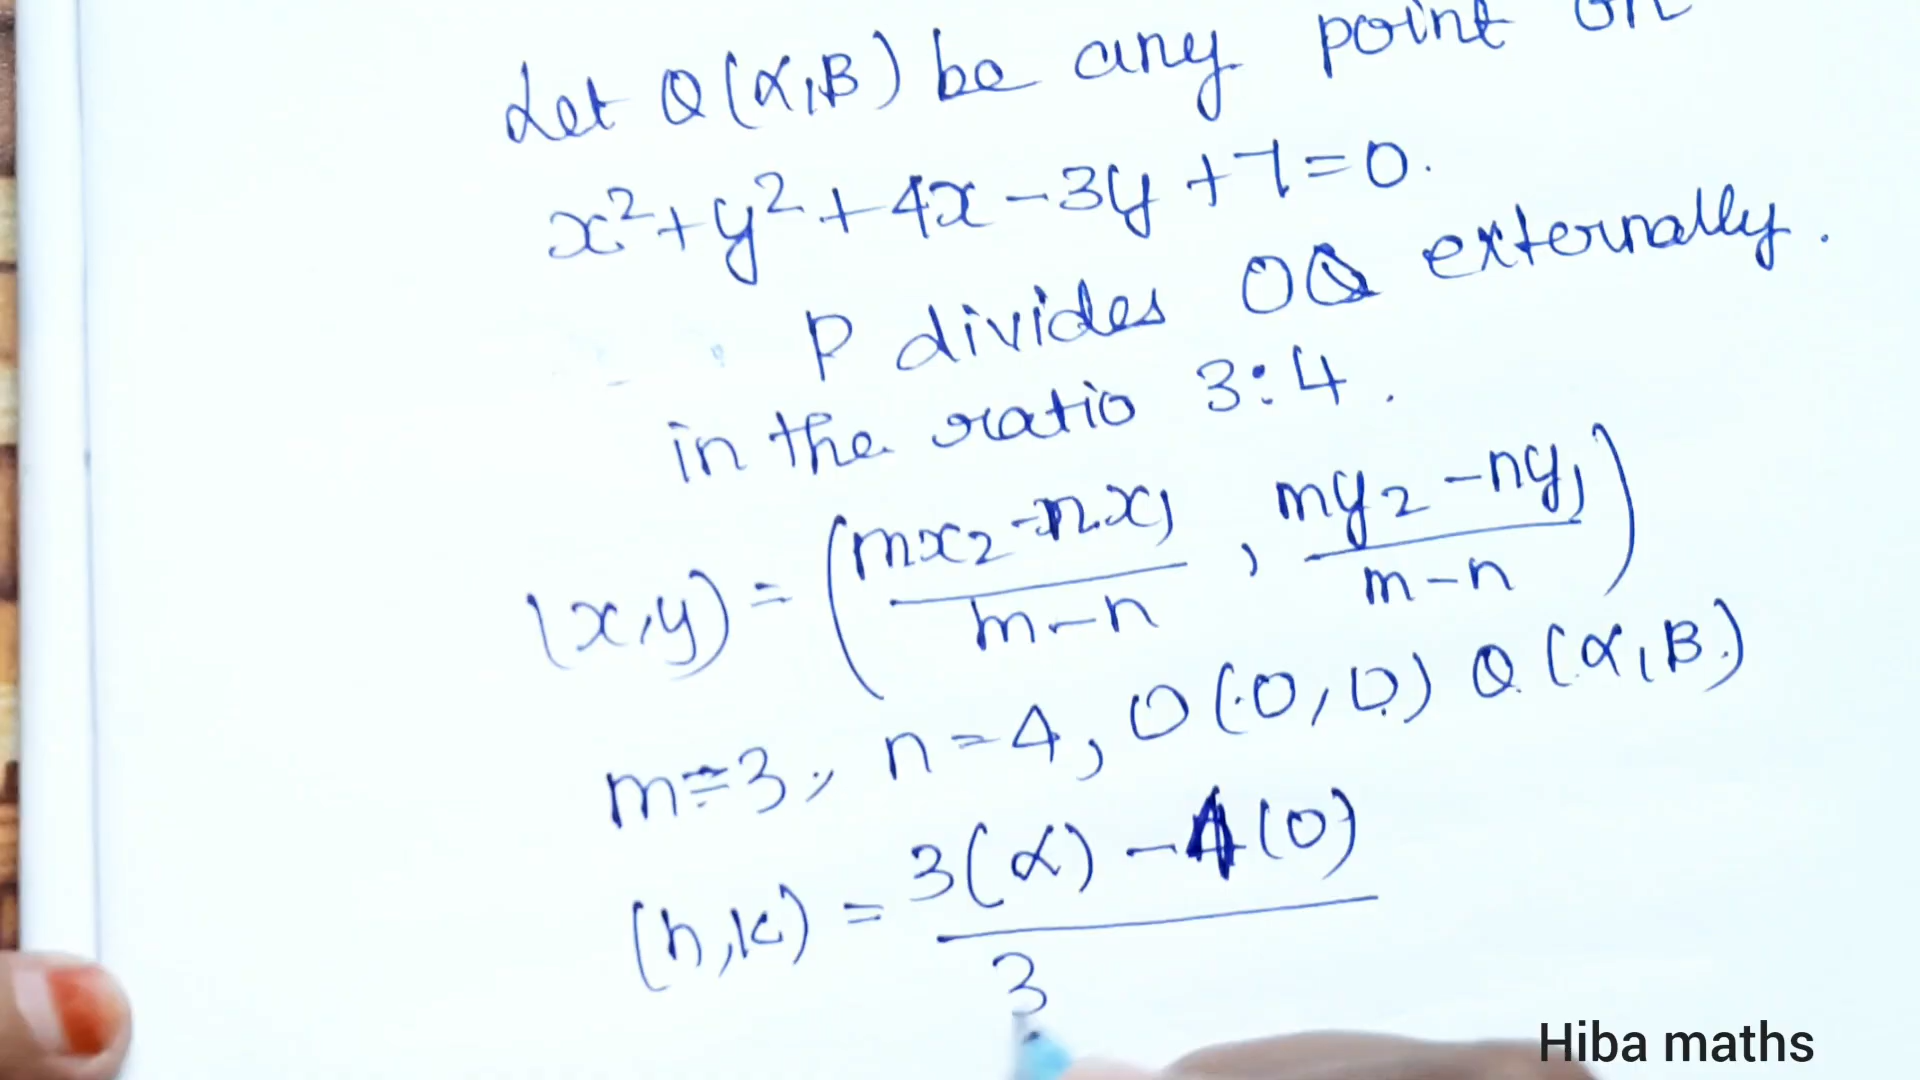 Let Q(α,β) be any point on
x²+y²+4x-3y+7=0.
P divides OQ externally.
in the ratio 3:4.
(x,y) = ( (mx₂-nx₁)/(m-n) , (my₂-ny₁)/(m-n) )
m=3, n=4, O(0,0) Q(α,β)
(h,k) = (3(α)-4(0))/3
Hiba maths